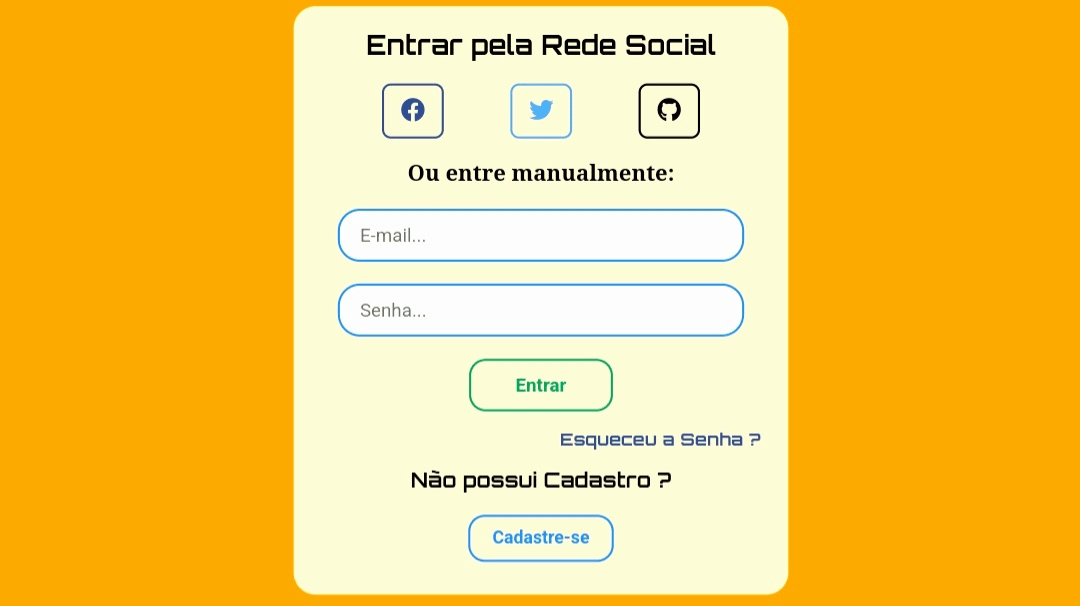 Entrar pela Rede Social
Ou entre manualmente:
E-mail...
Senha...
Entrar
Esqueceu a Senha ?
Não possui Cadastro ?
Cadastre-se